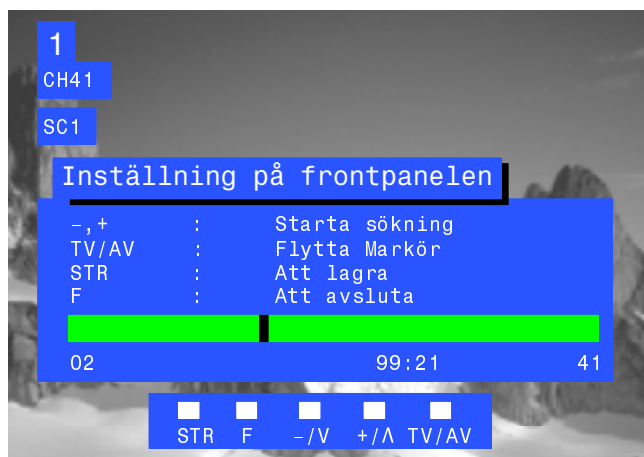 1
CH41
SC1
Inställning på frontpanelen
-,+ : Starta sökning
TV/AV : Flytta Markör
STR : Att lagra
F : Att avsluta
02 99:21 41
STR F -/V +/Λ TV/AV